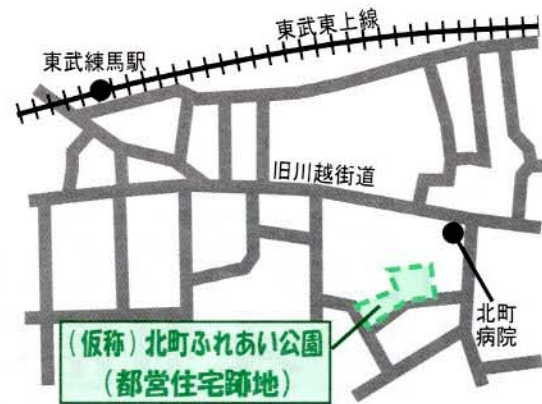 東武東上線
東武練馬駅
旧川越街道
北町
病院
(仮称)北町ふれあい公園
(都営住宅跡地)